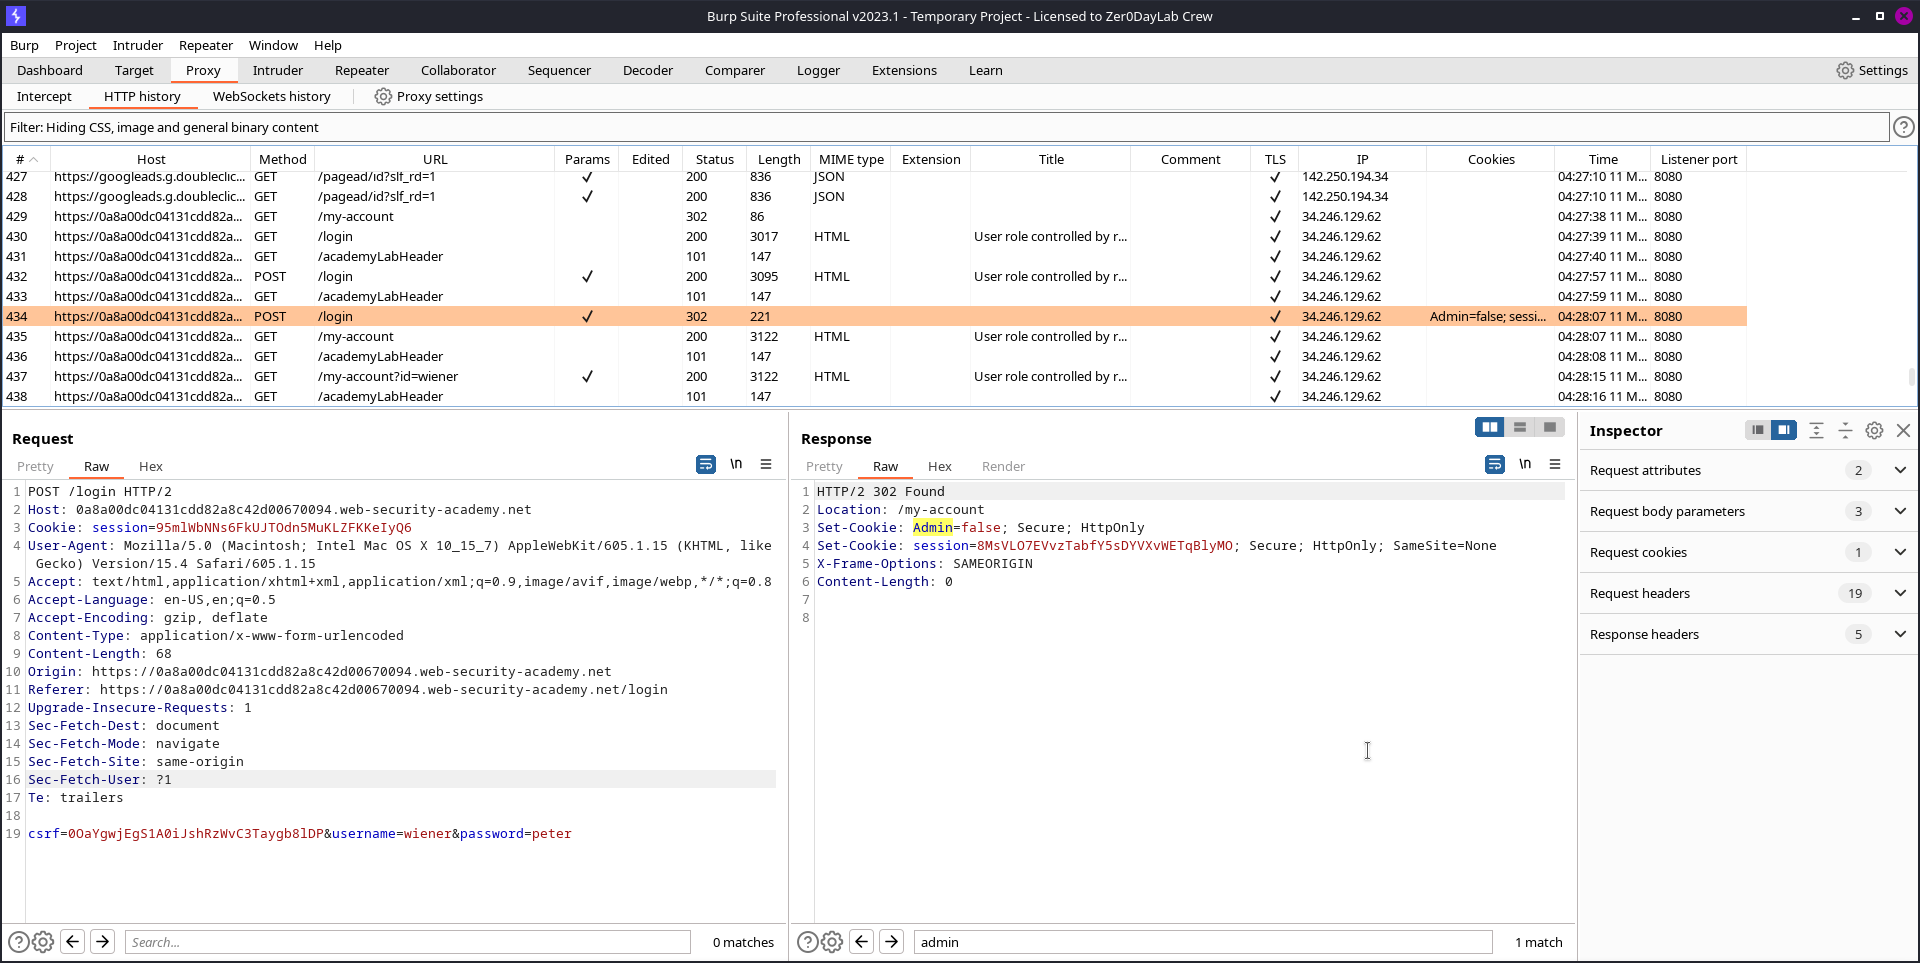 Burp Suite Professional v2023.1 - Temporary Project - Licensed to Zer0DayLab Crew
Burp Project Intruder Repeater Window Help
Dashboard Target Proxy Intruder Repeater Collaborator Sequencer Decoder Comparer Logger Extensions Learn Settings
Intercept HTTP history WebSockets history Proxy settings
Filter: Hiding CSS, image and general binary content
# Host Method URL Params Edited Status Length MIME type Extension Title Comment TLS IP Cookies Time Listener port
427 https://googleads.g.doubleclic... GET /pagead/id?slf_rd=1 ✓ 200 836 JSON ✓ 142.250.194.34 04:27:10 11 M... 8080
428 https://googleads.g.doubleclic... GET /pagead/id?slf_rd=1 ✓ 200 836 JSON ✓ 142.250.194.34 04:27:10 11 M... 8080
429 https://0a8a00dc04131cdd82a... GET /my-account 302 86 ✓ 34.246.129.62 04:27:38 11 M... 8080
430 https://0a8a00dc04131cdd82a... GET /login 200 3017 HTML User role controlled by r... ✓ 34.246.129.62 04:27:39 11 M... 8080
431 https://0a8a00dc04131cdd82a... GET /academyLabHeader 101 147 ✓ 34.246.129.62 04:27:40 11 M... 8080
432 https://0a8a00dc04131cdd82a... POST /login ✓ 200 3095 HTML User role controlled by r... ✓ 34.246.129.62 04:27:57 11 M... 8080
433 https://0a8a00dc04131cdd82a... GET /academyLabHeader 101 147 ✓ 34.246.129.62 04:27:59 11 M... 8080
434 https://0a8a00dc04131cdd82a... POST /login ✓ 302 221 ✓ 34.246.129.62 Admin=false; sessi... 04:28:07 11 M... 8080
435 https://0a8a00dc04131cdd82a... GET /my-account 200 3122 HTML User role controlled by r... ✓ 34.246.129.62 04:28:07 11 M... 8080
436 https://0a8a00dc04131cdd82a... GET /academyLabHeader 101 147 ✓ 34.246.129.62 04:28:08 11 M... 8080
437 https://0a8a00dc04131cdd82a... GET /my-account?id=wiener ✓ 200 3122 HTML User role controlled by r... ✓ 34.246.129.62 04:28:15 11 M... 8080
438 https://0a8a00dc04131cdd82a... GET /academyLabHeader 101 147 ✓ 34.246.129.62 04:28:16 11 M... 8080
Request
Pretty Raw Hex \n
1 POST /login HTTP/2
2 Host: 0a8a00dc04131cdd82a8c42d00670094.web-security-academy.net
3 Cookie: session=95mlWbNNs6FkUJTOdn5MuKLZFKKeIyQ6
4 User-Agent: Mozilla/5.0 (Macintosh; Intel Mac OS X 10_15_7) AppleWebKit/605.1.15 (KHTML, like
Gecko) Version/15.4 Safari/605.1.15
5 Accept: text/html,application/xhtml+xml,application/xml;q=0.9,image/avif,image/webp,*/*;q=0.8
6 Accept-Language: en-US,en;q=0.5
7 Accept-Encoding: gzip, deflate
8 Content-Type: application/x-www-form-urlencoded
9 Content-Length: 68
10 Origin: https://0a8a00dc04131cdd82a8c42d00670094.web-security-academy.net
11 Referer: https://0a8a00dc04131cdd82a8c42d00670094.web-security-academy.net/login
12 Upgrade-Insecure-Requests: 1
13 Sec-Fetch-Dest: document
14 Sec-Fetch-Mode: navigate
15 Sec-Fetch-Site: same-origin
16 Sec-Fetch-User: ?1
17 Te: trailers
18
19 csrf=0OaYgwjEgS1A0iJshRzWvC3Taygb8lDP&username=wiener&password=peter
Search... 0 matches
Response
Pretty Raw Hex Render \n
1 HTTP/2 302 Found
2 Location: /my-account
3 Set-Cookie: Admin=false; Secure; HttpOnly
4 Set-Cookie: session=8MsVLO7EVvzTabfY5sDYVXvWETqBlyMO; Secure; HttpOnly; SameSite=None
5 X-Frame-Options: SAMEORIGIN
6 Content-Length: 0
7
8
admin 1 match
Inspector
Request attributes 2
Request body parameters 3
Request cookies 1
Request headers 19
Response headers 5